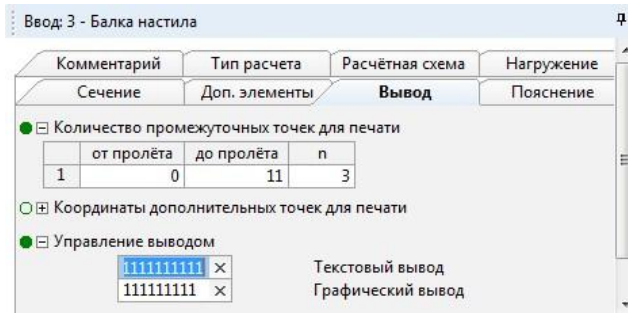 Ввод: 3 - Балка настила
Комментарий Тип расчета Расчётная схема Нагружение
Сечение Доп. элементы Вывод Пояснение
Количество промежуточных точек для печати
от пролёта до пролёта n
1 0 11 3
Координаты дополнительных точек для печати
Управление выводом
1111111111 Текстовый вывод
111111111 Графический вывод